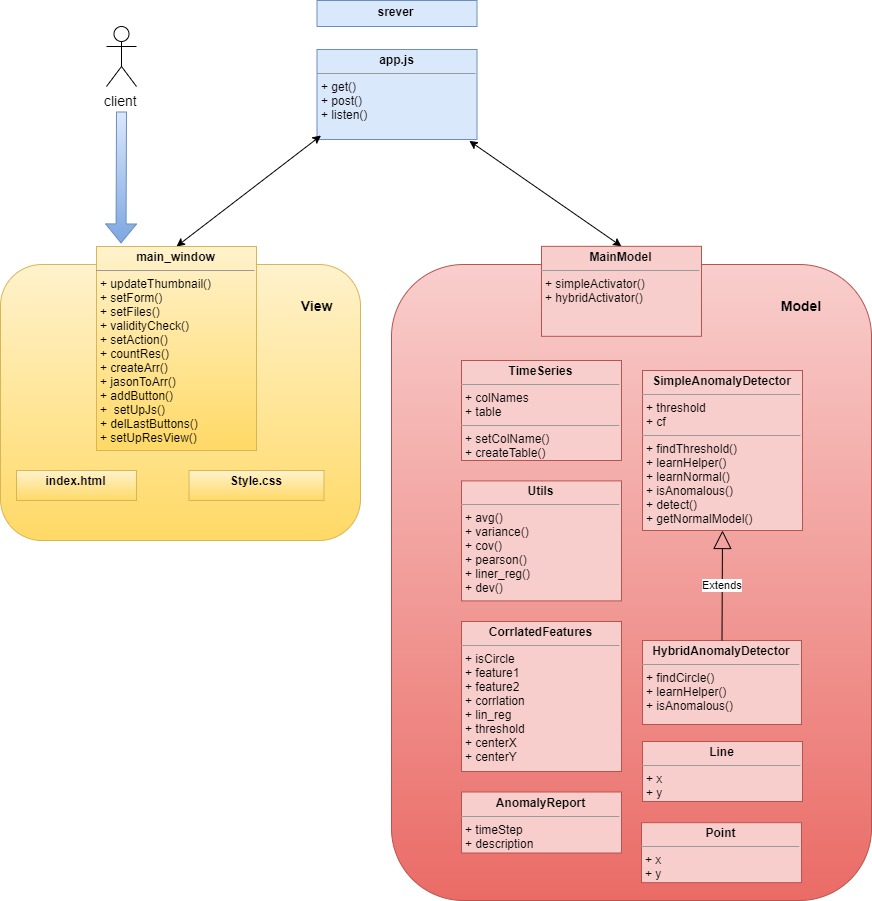 srever
app.js
+ get()
+ post()
+ listen()
client
main_window
+ updateThumbnail()
+ setForm()
+ setFiles()
+ validityCheck()
+ setAction()
+ countRes()
+ createArr()
+ jasonToArr()
+ addButton()
+ setUpJs()
+ delLastButtons()
+ setUpResView()
View
index.html
Style.css
MainModel
+ simpleActivator()
+ hybridActivator()
Model
TimeSeries
+ colNames
+ table
+ setColName()
+ createTable()
Utils
+ avg()
+ variance()
+ cov()
+ pearson()
+ liner_reg()
+ dev()
CorrlatedFeatures
+ isCircle
+ feature1
+ feature2
+ corrlation
+ lin_reg
+ threshold
+ centerX
+ centerY
AnomalyReport
+ timeStep
+ description
SimpleAnomalyDetector
+ threshold
+ cf
+ findThreshold()
+ learnHelper()
+ learnNormal()
+ isAnomalous()
+ detect()
+ getNormalModel()
Extends
HybridAnomalyDetector
+ findCircle()
+ learnHelper()
+ isAnomalous()
Line
+ x
+ y
Point
+ x
+ y